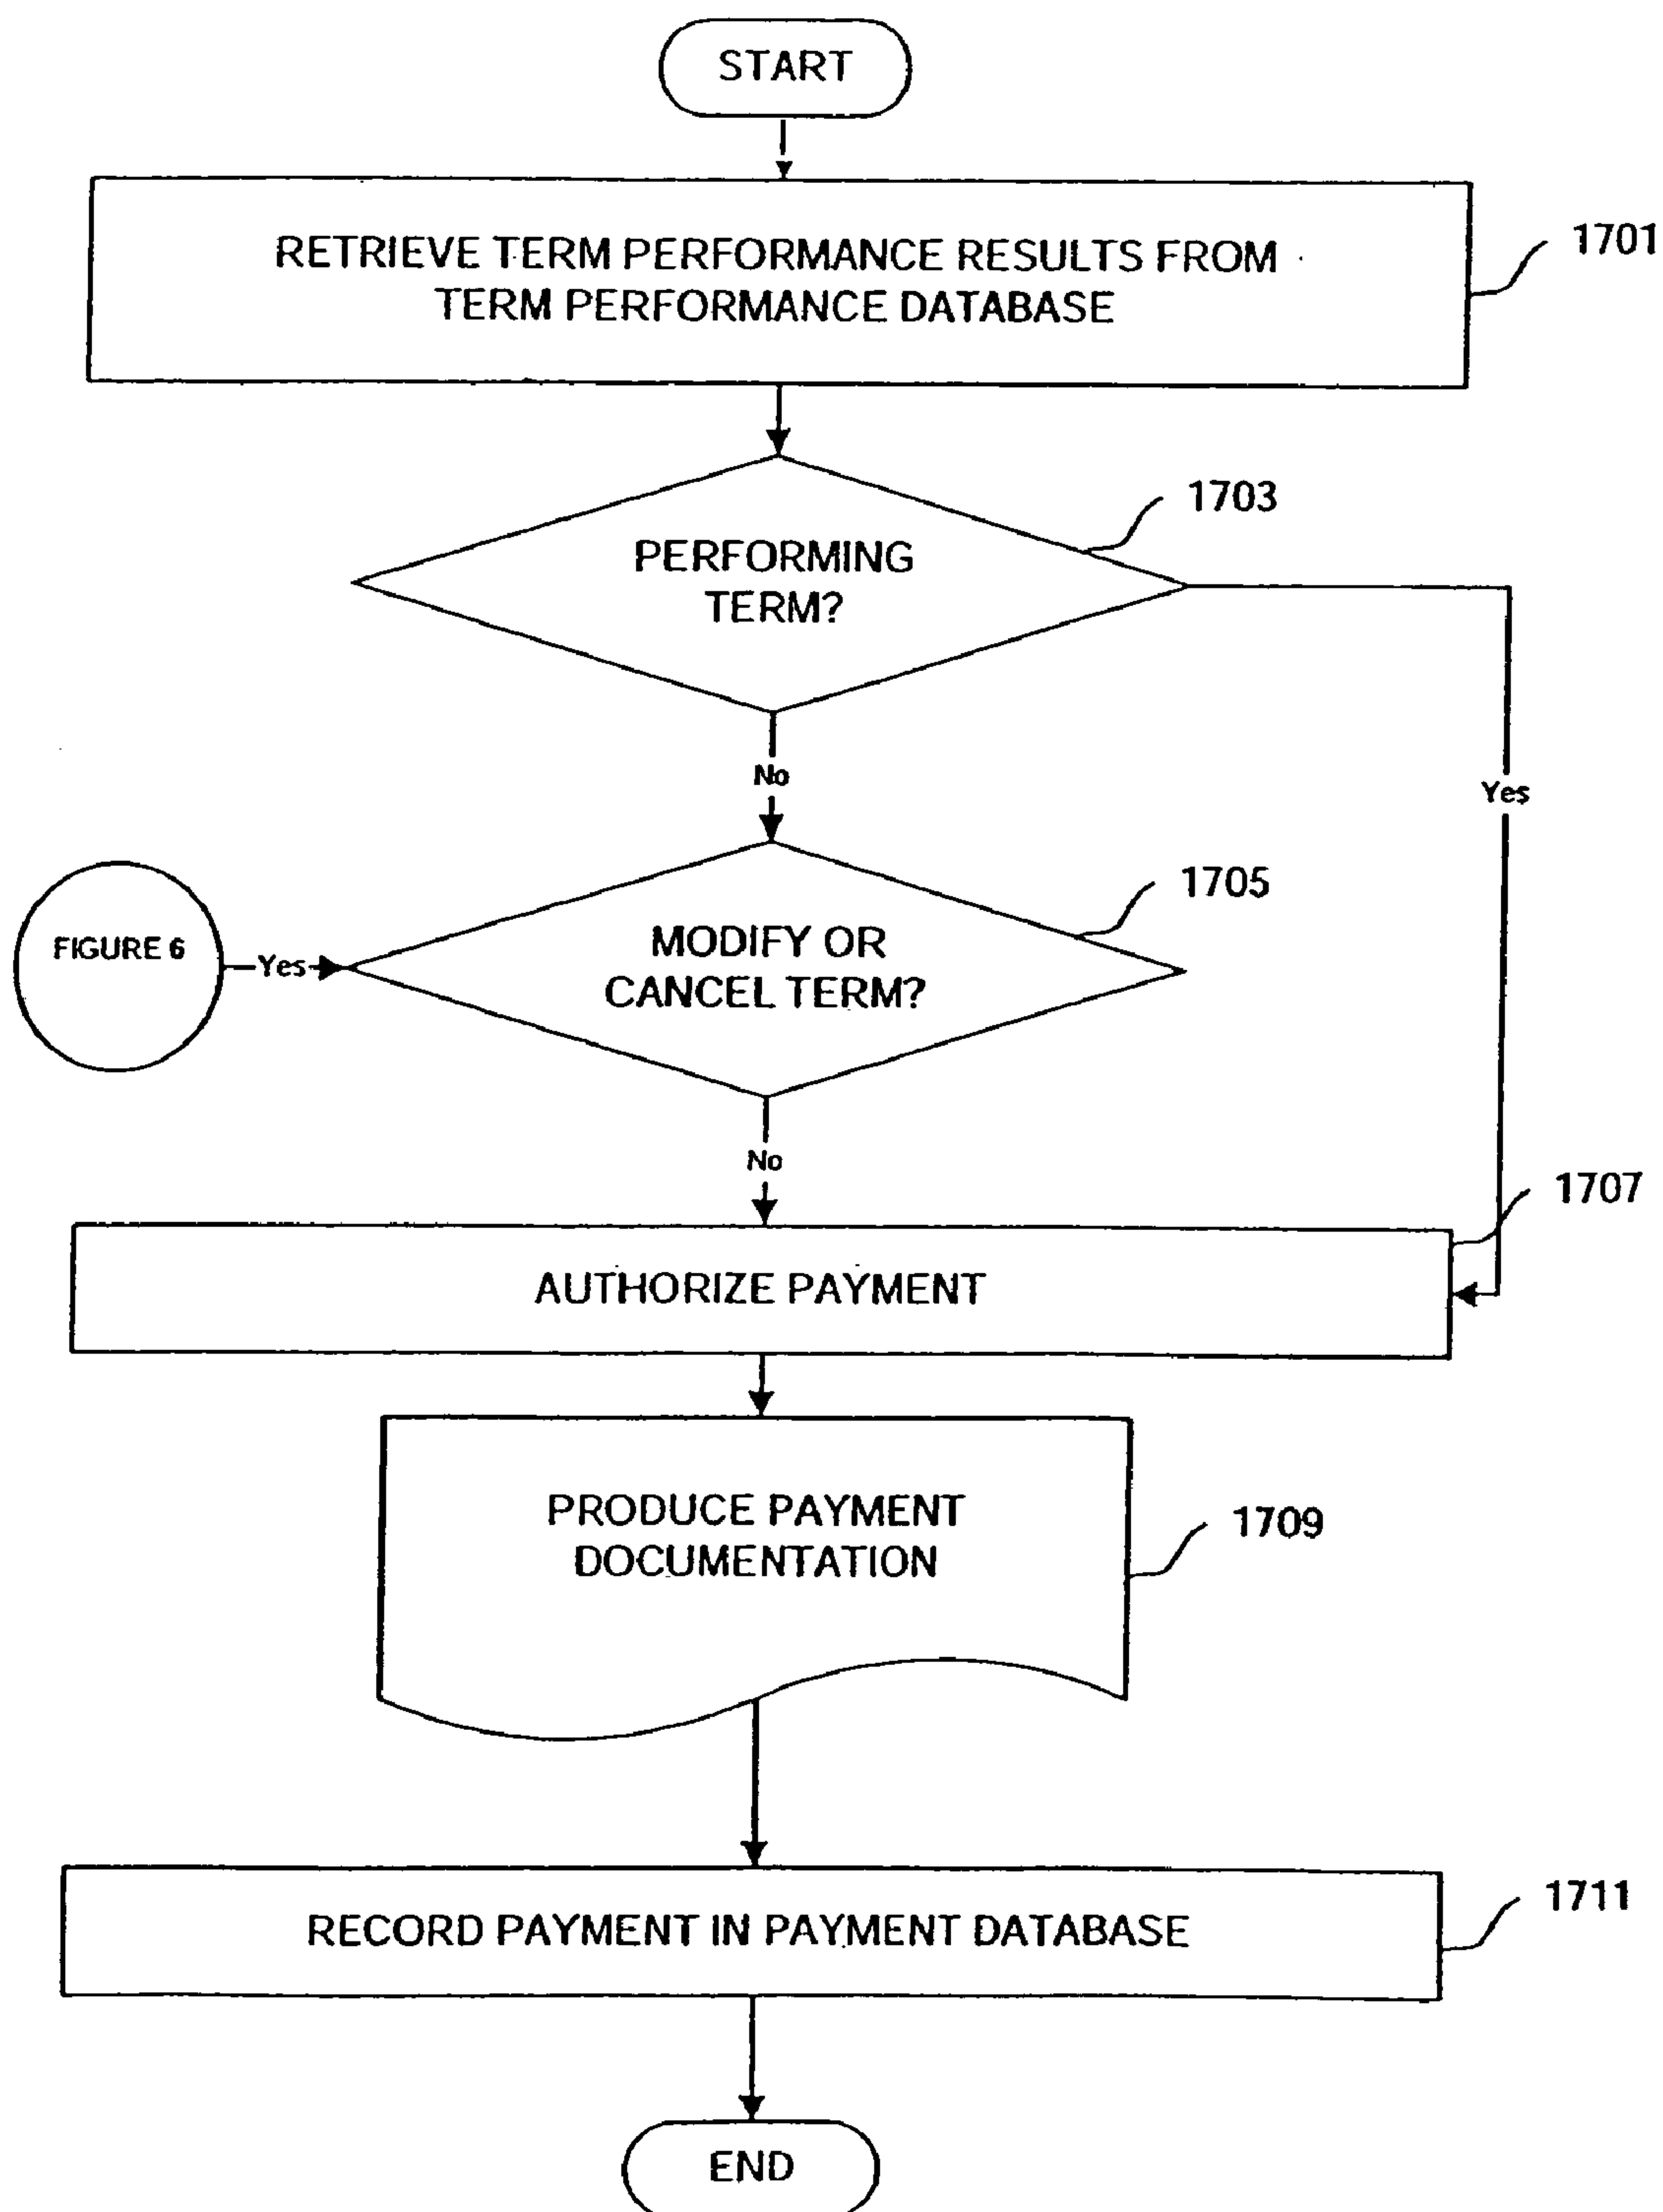 START
RETRIEVE TERM PERFORMANCE RESULTS FROM
TERM PERFORMANCE DATABASE
1701
1703
PERFORMING
TERM?
No
Yes
1705
FIGURE 6
Yes
MODIFY OR
CANCEL TERM?
No
1707
AUTHORIZE PAYMENT
PRODUCE PAYMENT
DOCUMENTATION
1709
RECORD PAYMENT IN PAYMENT DATABASE
1711
END